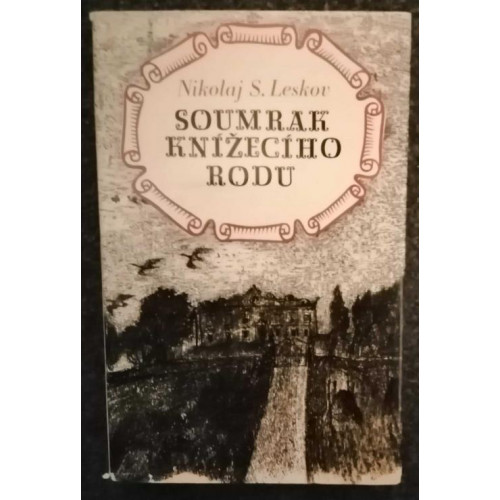 Nikolaj S. Leskov
SOUMRAK
KNÍŽECÍHO
RODU